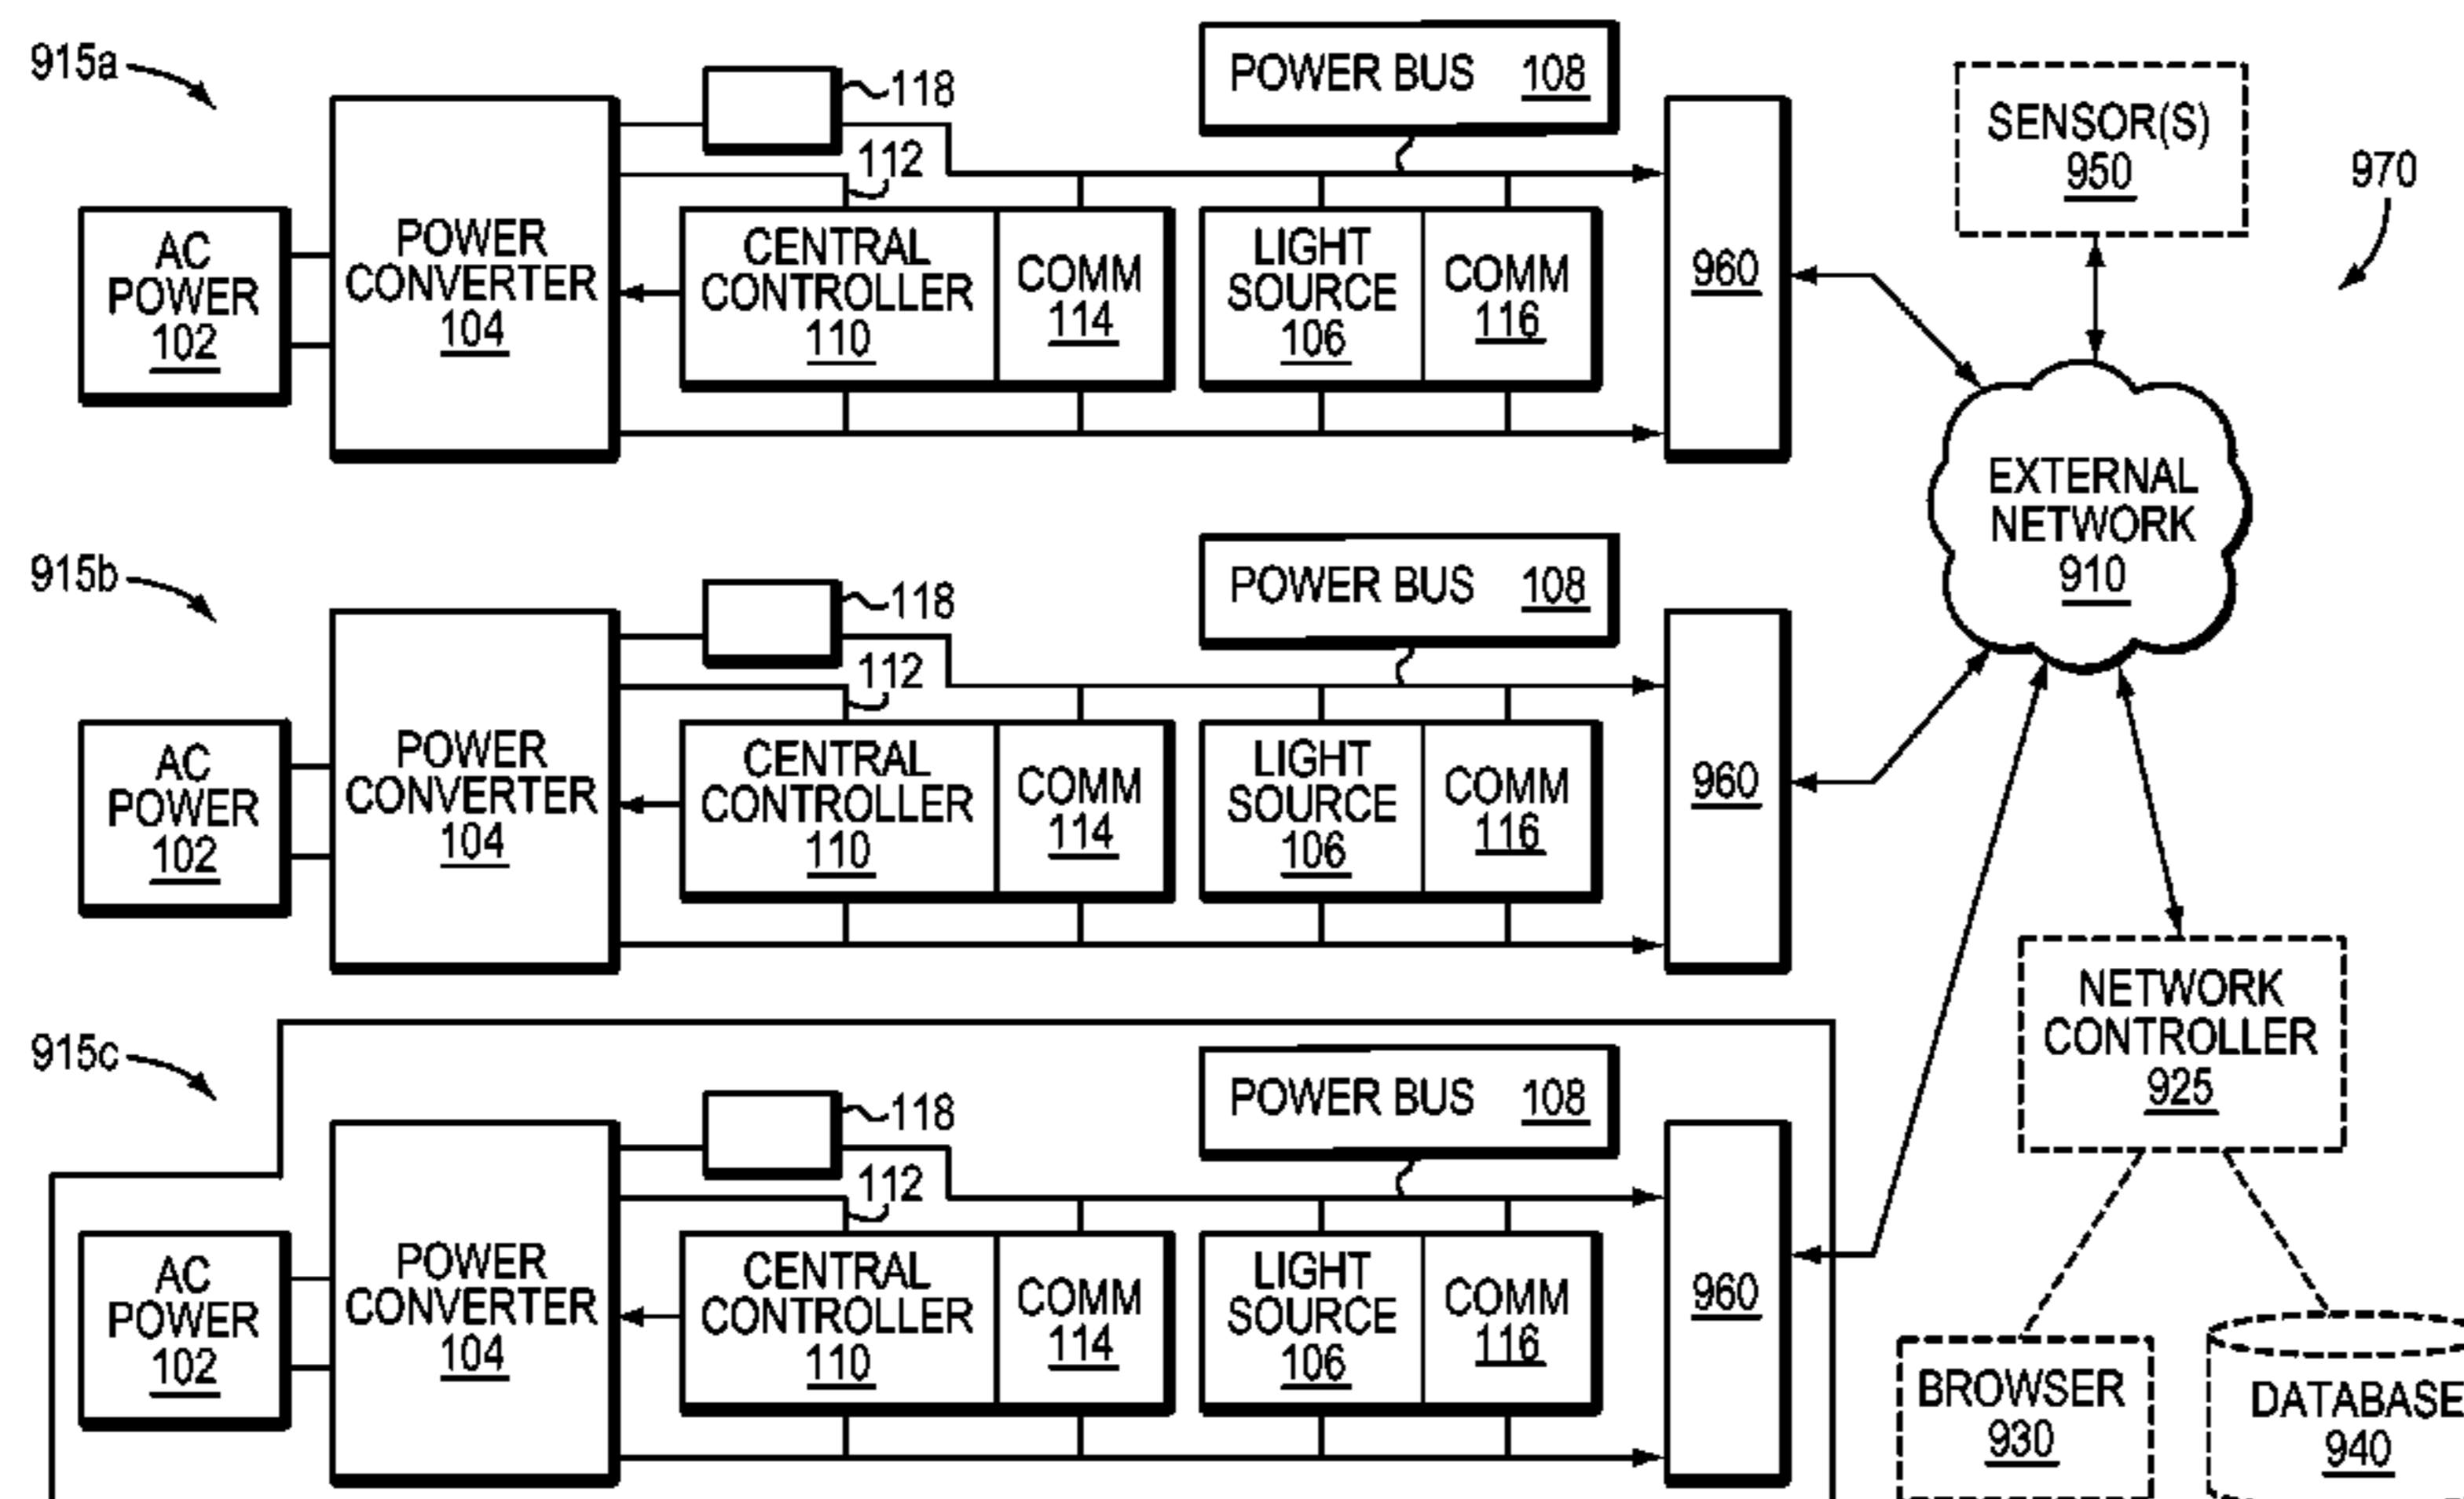 915a
118
POWER BUS 108
112
AC
POWER
102
POWER
CONVERTER
104
CENTRAL
CONTROLLER
110
COMM
114
LIGHT
SOURCE
106
COMM
116
960
SENSOR(S)
950
970
EXTERNAL
NETWORK
910
915b
118
POWER BUS 108
112
AC
POWER
102
POWER
CONVERTER
104
CENTRAL
CONTROLLER
110
COMM
114
LIGHT
SOURCE
106
COMM
116
960
NETWORK
CONTROLLER
925
915c
118
POWER BUS 108
112
AC
POWER
102
POWER
CONVERTER
104
CENTRAL
CONTROLLER
110
COMM
114
LIGHT
SOURCE
106
COMM
116
960
BROWSER
930
DATABASE
940